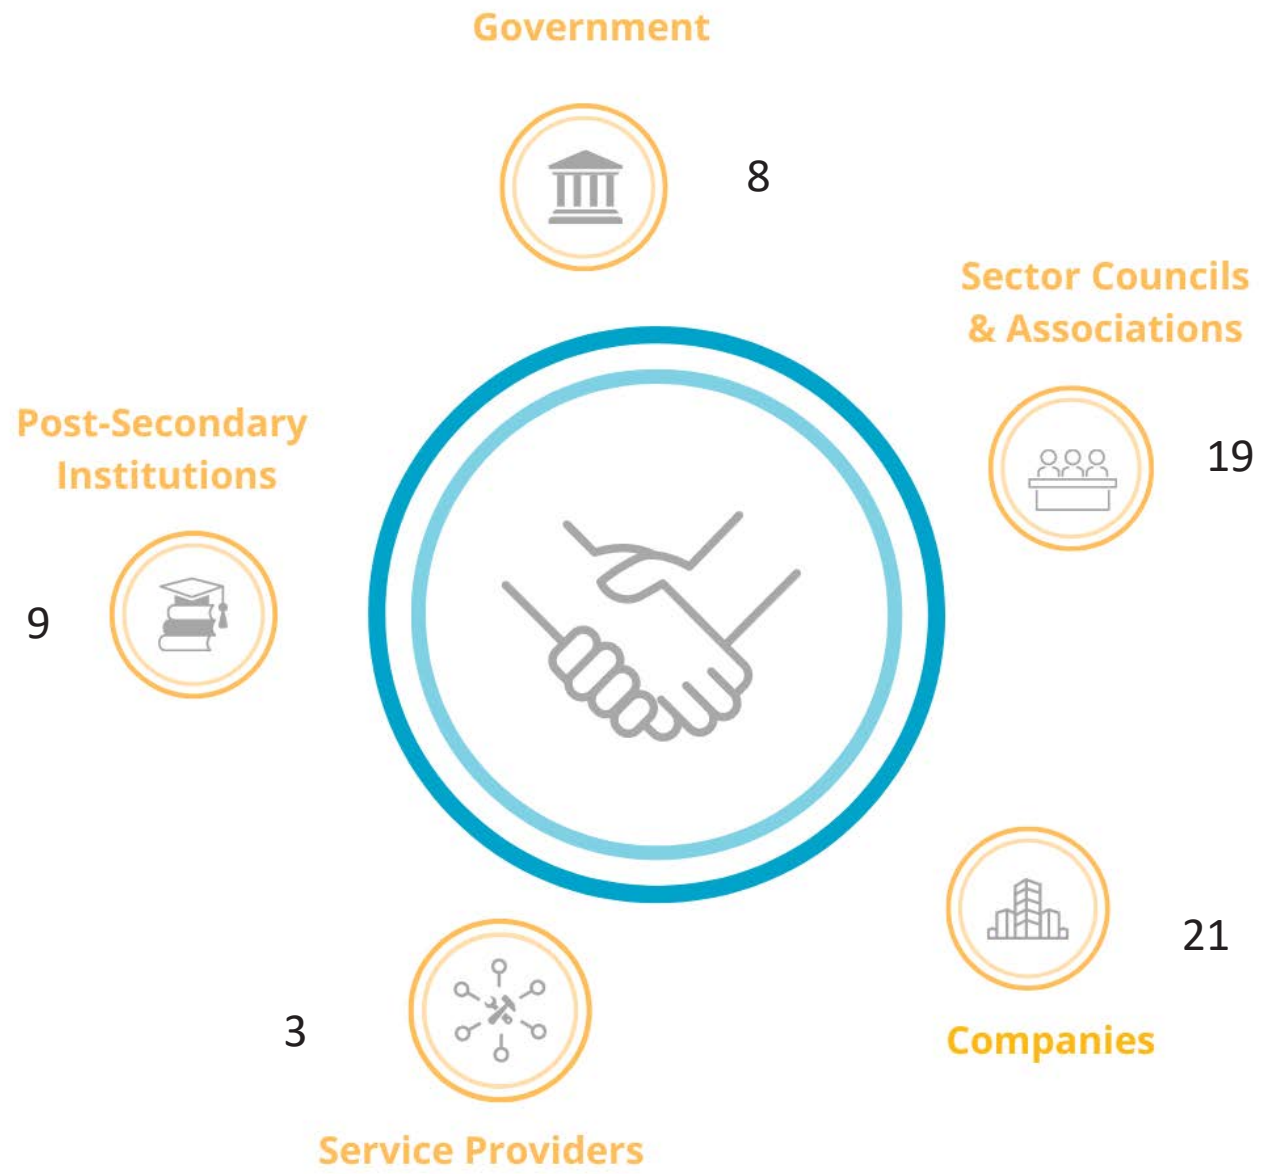 Government
8
Sector Councils
& Associations
19
Post-Secondary
Institutions
9
21
Companies
3
Service Providers